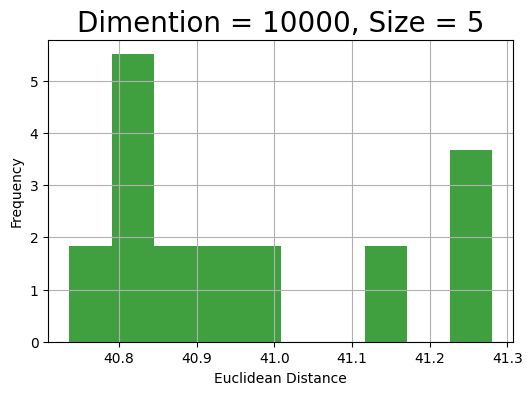 Dimention = 10000, Size = 5
5
4
3
2
1
0
Frequency
40.8 40.9 41.0 41.1 41.2 41.3
Euclidean Distance